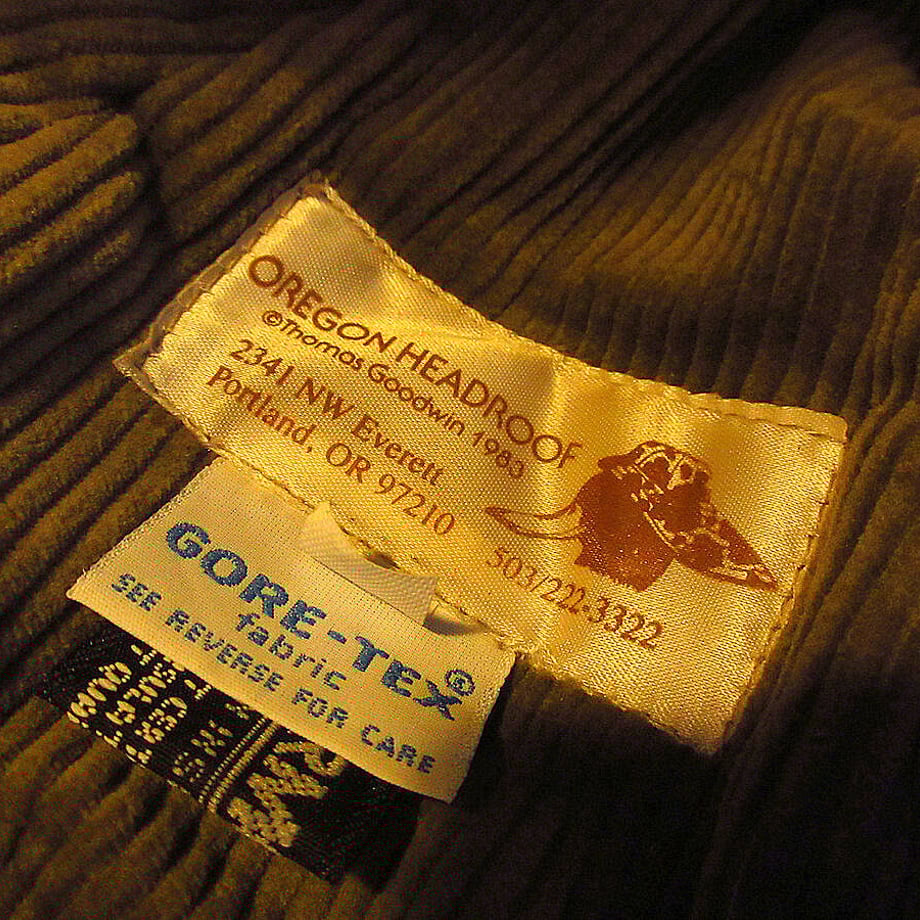 OREGON HEADROOF
©Thomas Goodwin 1983
2341 NW Everett
Portland, OR 97210
503/222-3322
GORE-TEX®
fabric
SEE REVERSE FOR CARE